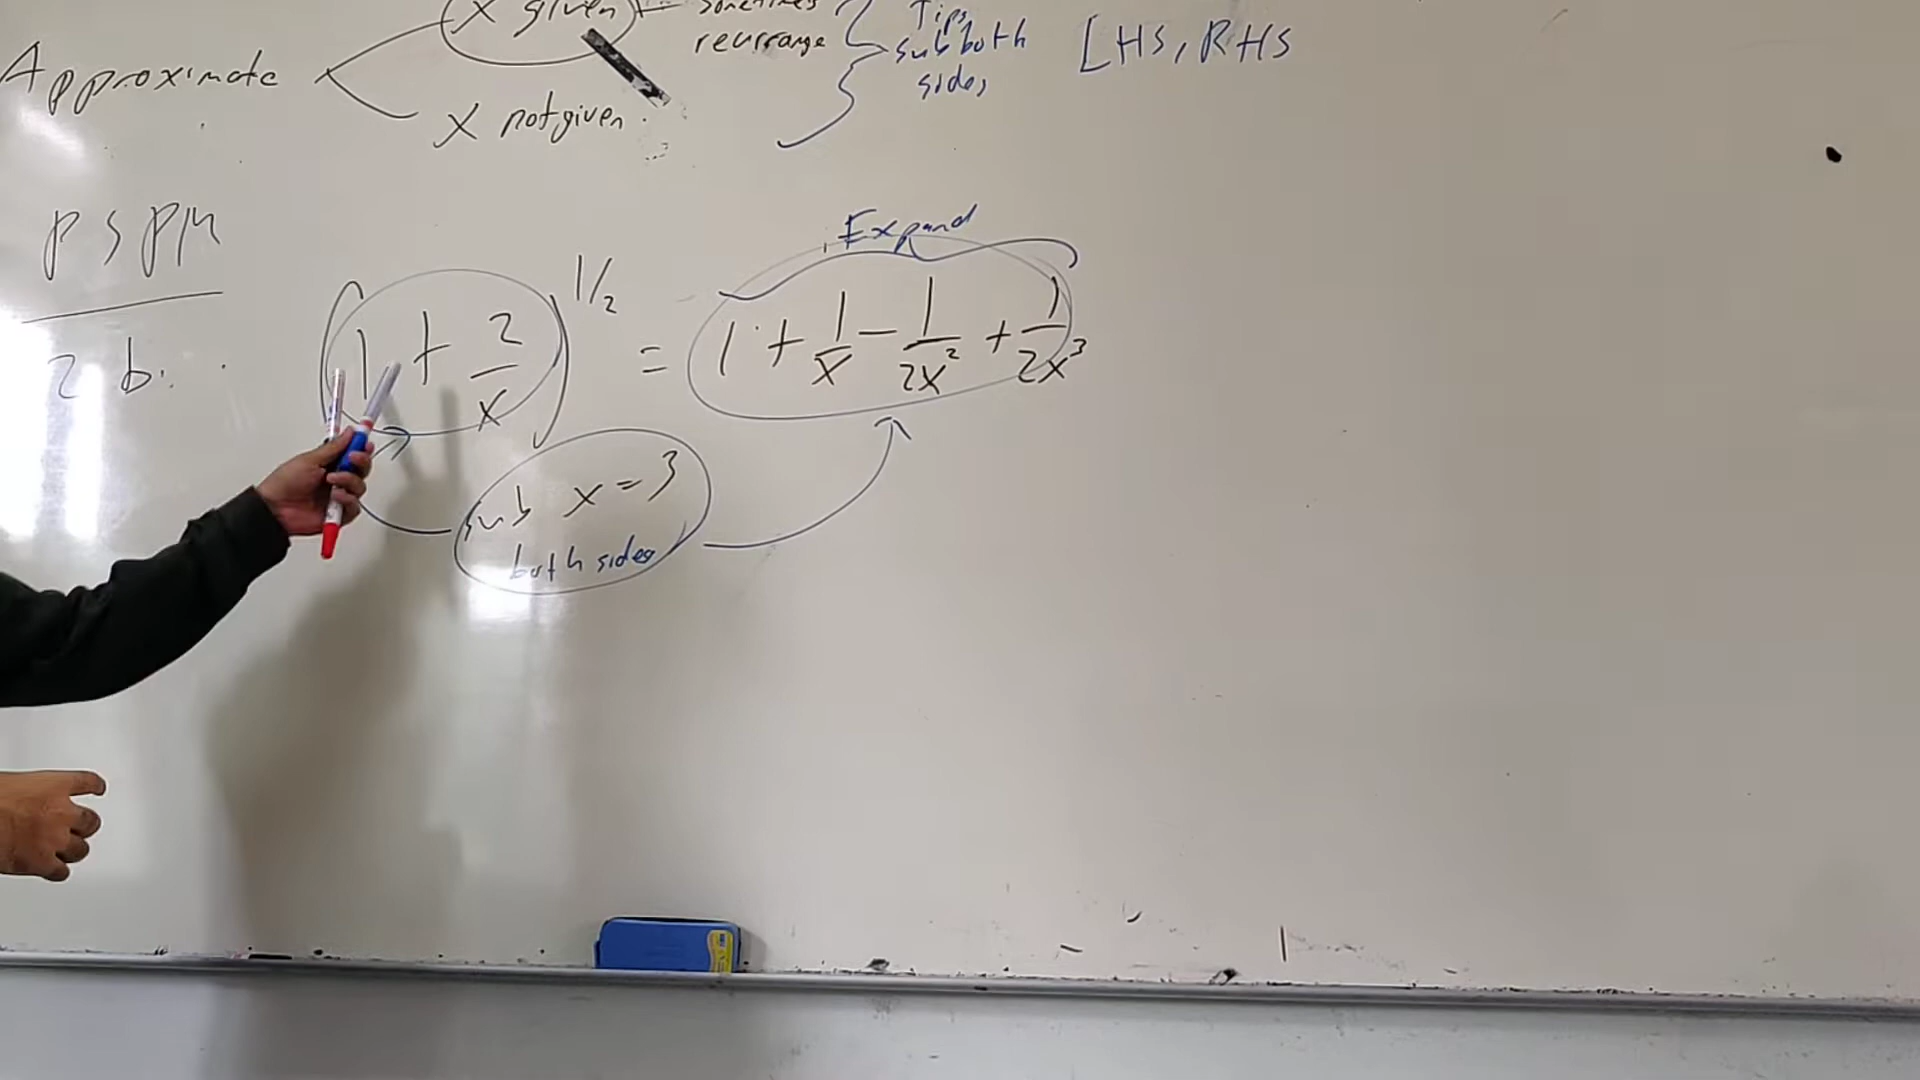 x given sometimes rearrange
Approximate
x not given
Tips
sub both
sides
LHS, RHS
PSPM
2 b.
Expand
(1 + 2/x)^1/2 = 1 + 1/x - 1/2x² + 1/2x³
sub x = 3
both sides